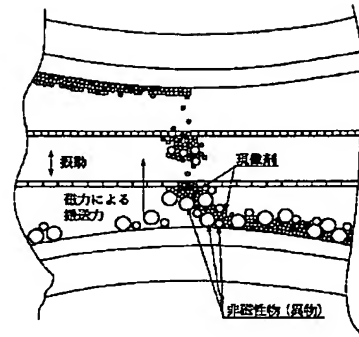 現像剤
振動
磁力による
搬送力
非磁性物(異物)